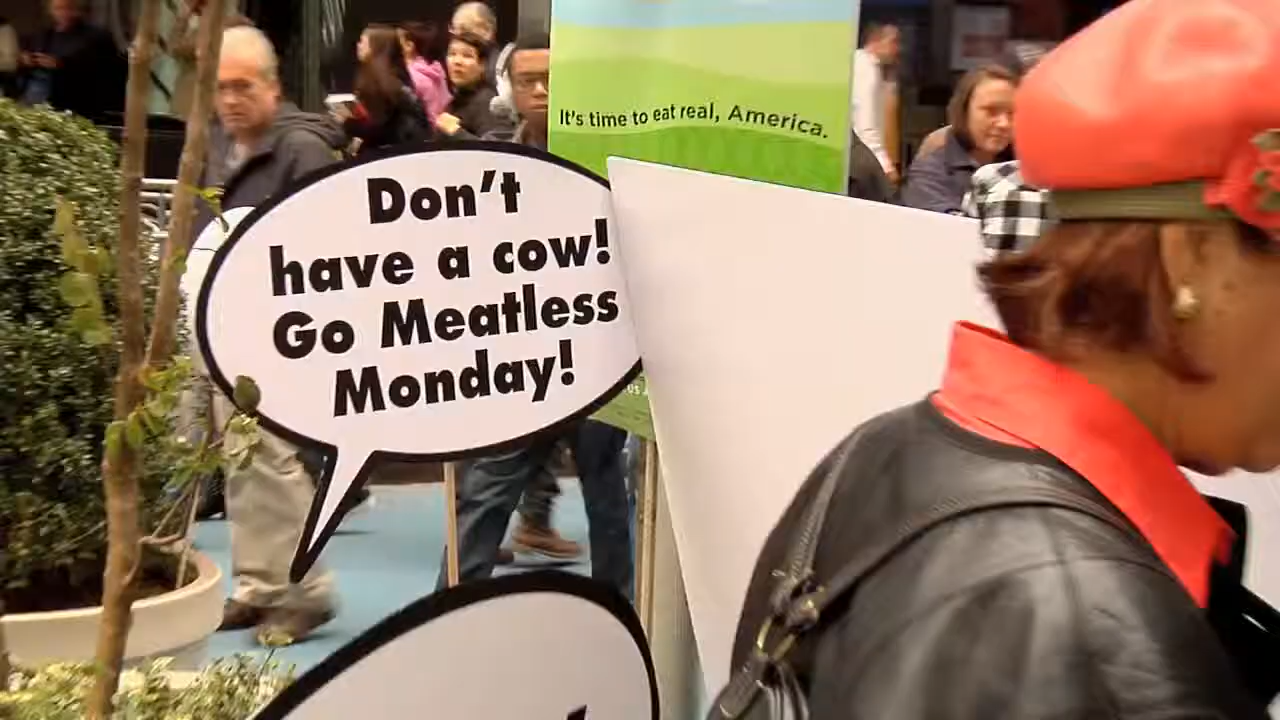 It's time to eat real, America.
Don't
have a cow!
Go Meatless
Monday!